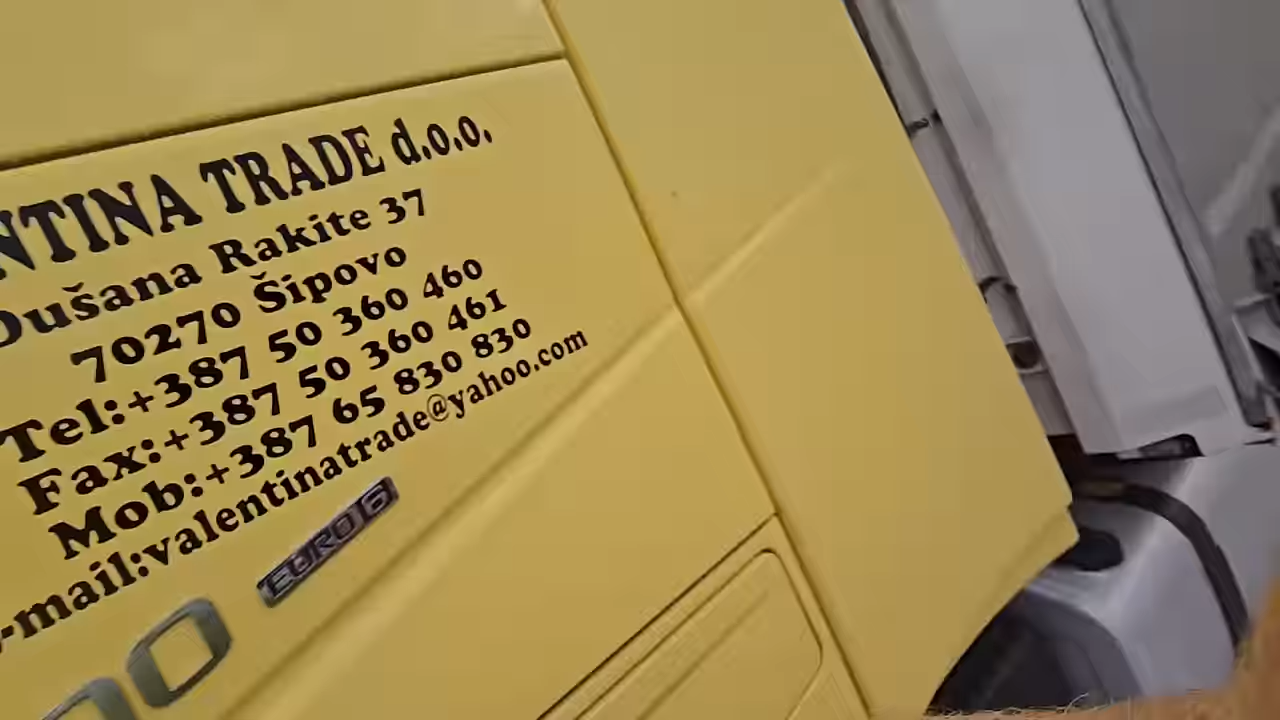 NTINA TRADE d.o.o.
Dušana Rakite 37
70270 Šipovo
Tel:+387 50 360 460
Fax:+387 50 360 461
Mob:+387 65 830 830
-mail:valentinatrade@yahoo.com
EURO 6
00